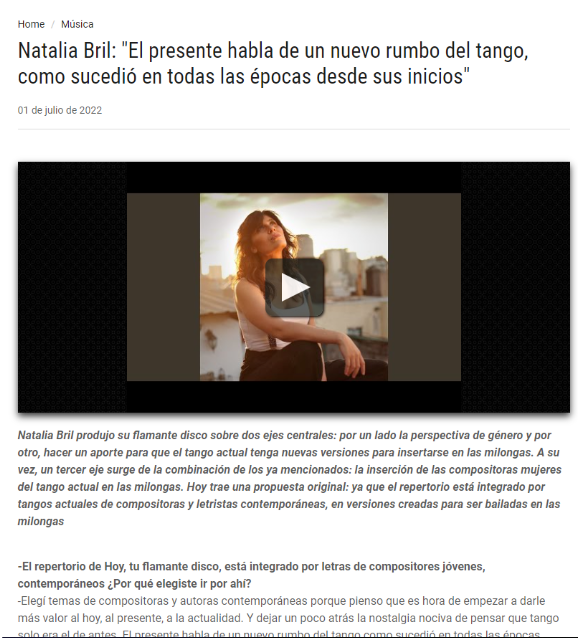 Home / Música
Natalia Bril: "El presente habla de un nuevo rumbo del tango,
como sucedió en todas las épocas desde sus inicios"
01 de julio de 2022
Natalia Bril produjo su flamante disco sobre dos ejes centrales: por un lado la perspectiva de género y por
otro, hacer un aporte para que el tango actual tenga nuevas versiones para insertarse en las milongas. A su
vez, un tercer eje surge de la combinación de los ya mencionados: la inserción de las compositoras mujeres
del tango actual en las milongas. Hoy trae una propuesta original: ya que el repertorio está integrado por
tangos actuales de compositoras y letristas contemporáneas, en versiones creadas para ser bailadas en las
milongas
-El repertorio de Hoy, tu flamante disco, está integrado por letras de compositores jóvenes,
contemporáneos ¿Por qué elegiste ir por ahí?
-Elegí temas de compositoras y autoras contemporáneas porque pienso que es hora de empezar a darle
más valor al hoy, al presente, a la actualidad. Y dejar un poco atrás la nostalgia nociva de pensar que tango
solo era el de antes. El presente habla de un nuevo rumbo del tango como sucedió en todas las épocas